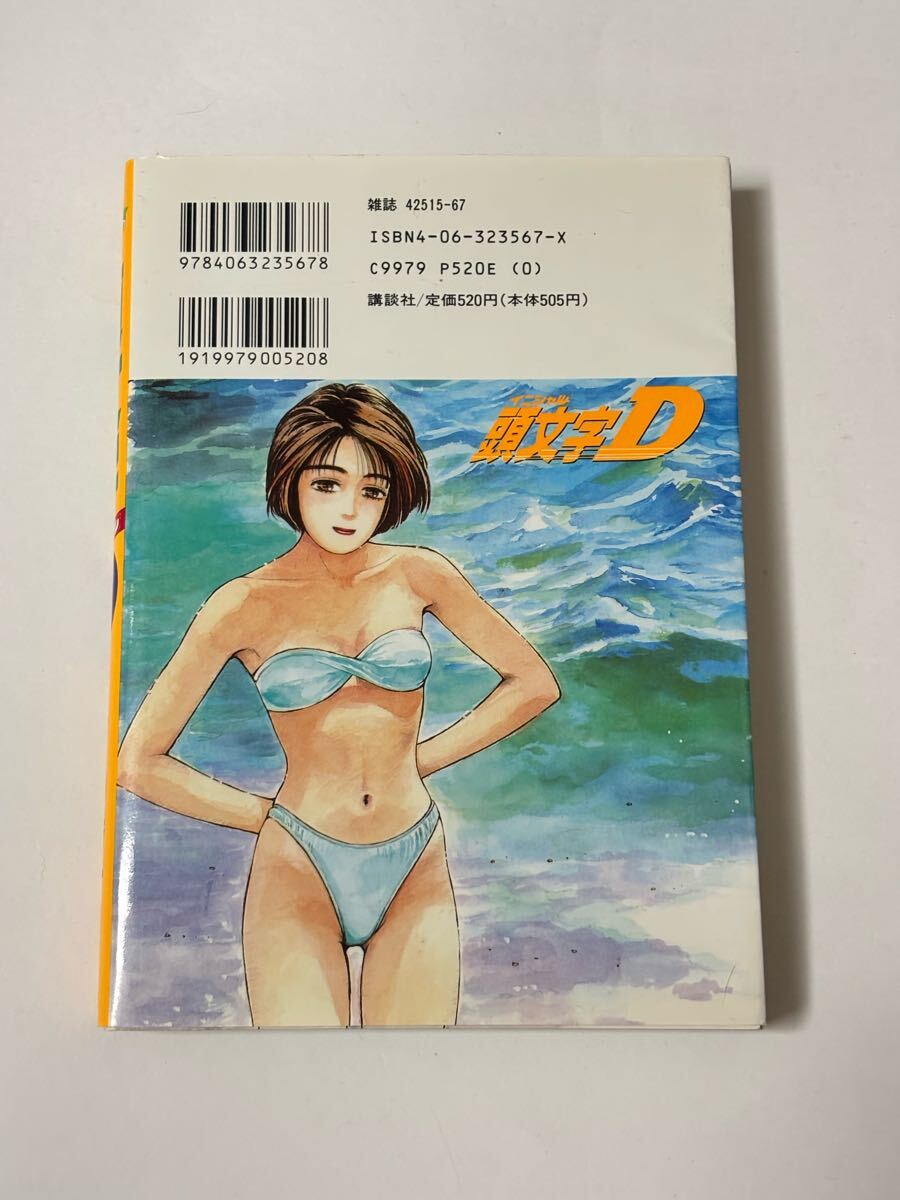 雑誌 42515-67
ISBN4-06-323567-X
9784063235678
C9979 P520E (0)
講談社/定価520円(本体505円)
1919979005208
イニシャル
頭文字D